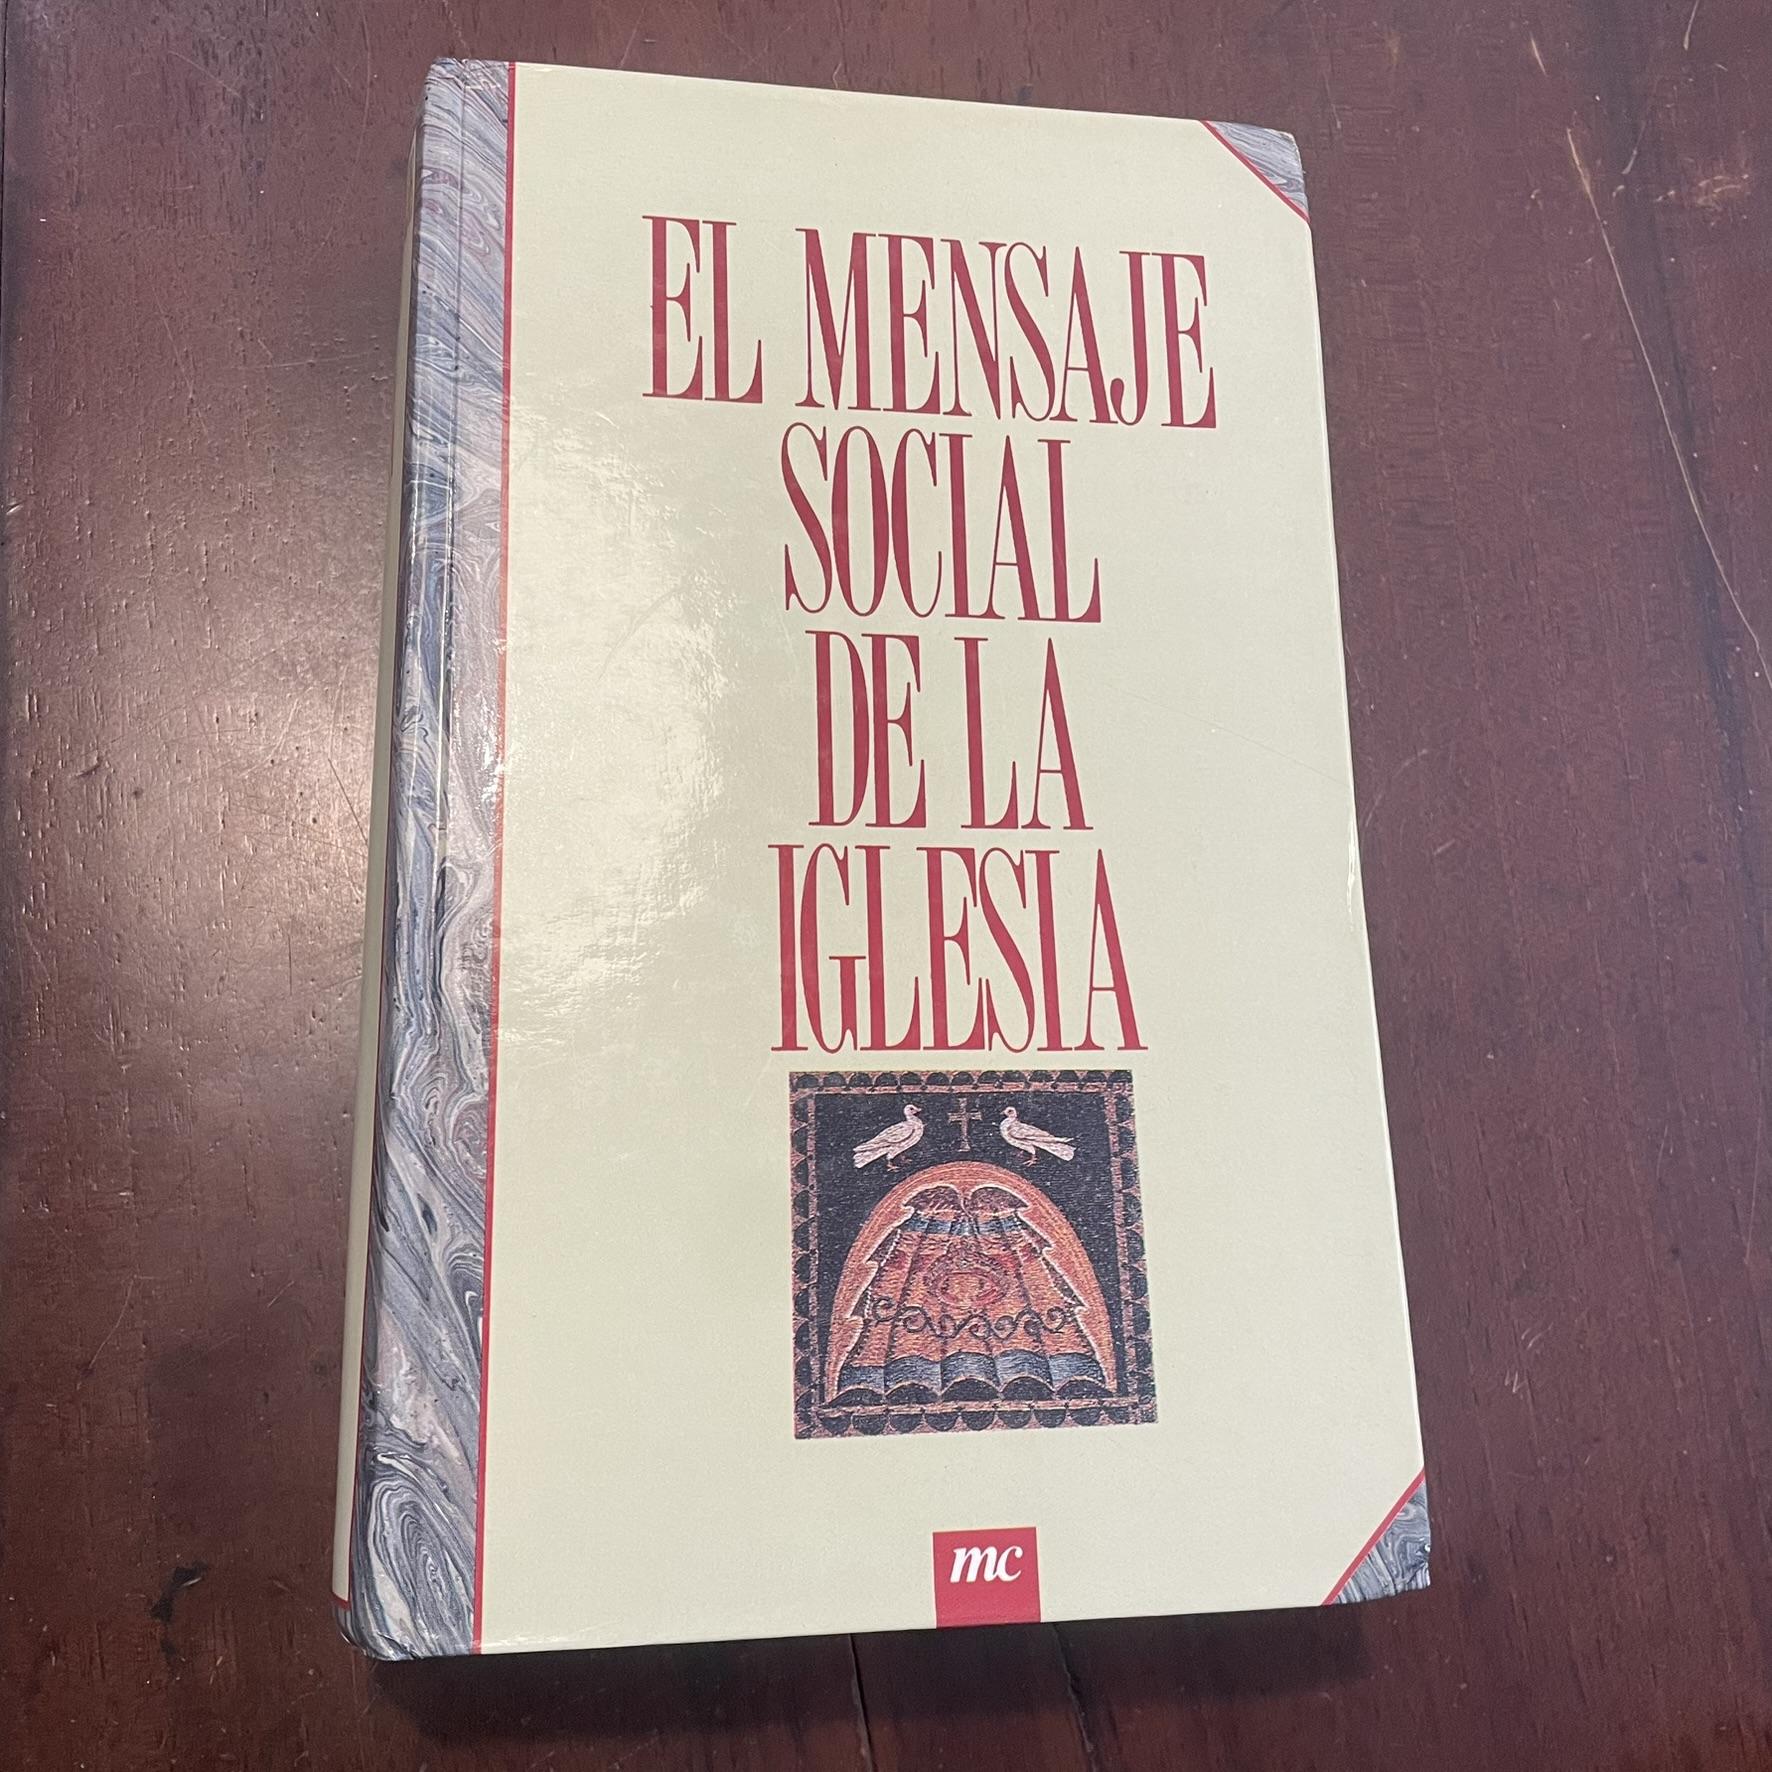 EL MENSAJE
SOCIAL
DE LA
IGLESIA
mc